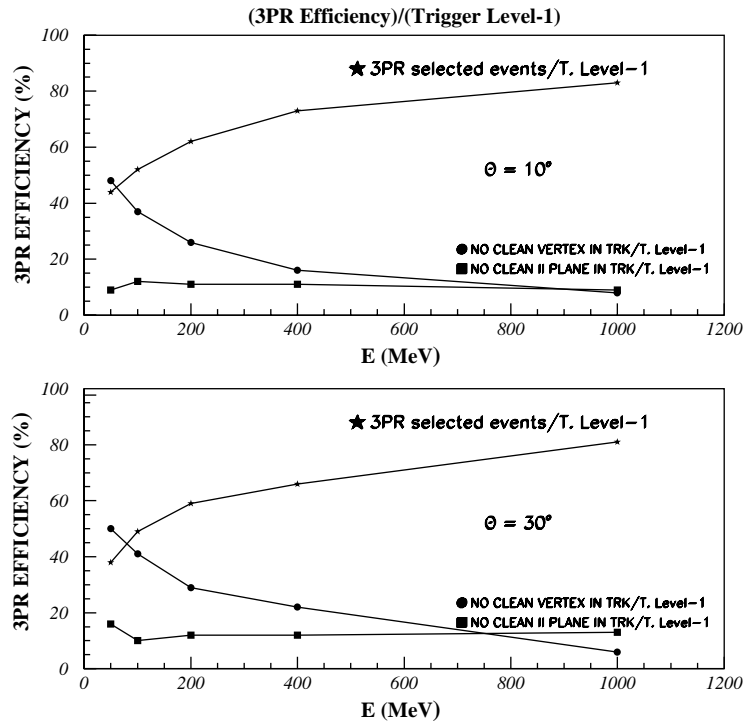 (3PR Efficiency)/(Trigger Level-1)
3PR EFFICIENCY (%)
100
80
60
40
20
0
★ 3PR selected events/T. Level-1
Θ = 10°
● NO CLEAN VERTEX IN TRK/T. Level-1
■ NO CLEAN II PLANE IN TRK/T. Level-1
0 200 400 600 800 1000 1200
E (MeV)
3PR EFFICIENCY (%)
100
80
60
40
20
0
★ 3PR selected events/T. Level-1
Θ = 30°
● NO CLEAN VERTEX IN TRK/T. Level-1
■ NO CLEAN II PLANE IN TRK/T. Level-1
0 200 400 600 800 1000 1200
E (MeV)